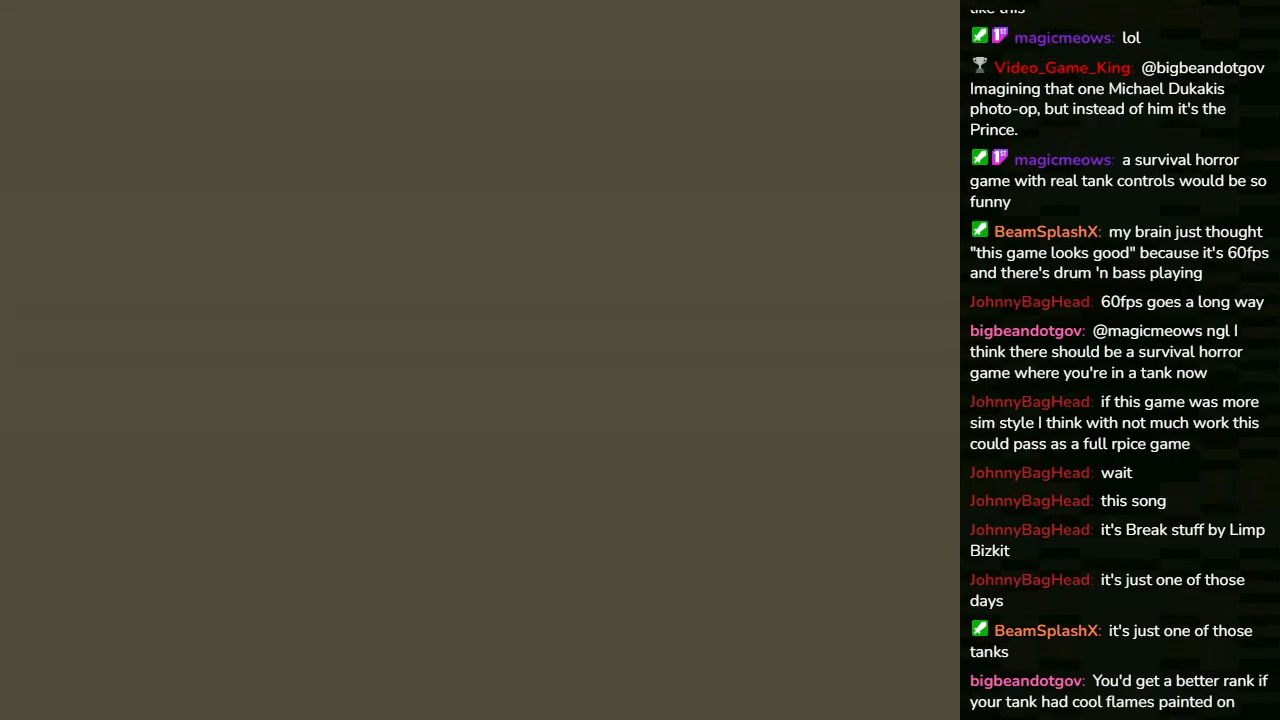 like this
magicmeows: lol
Video_Game_King: @bigbeandotgov
Imagining that one Michael Dukakis
photo-op, but instead of him it's the
Prince.
magicmeows: a survival horror
game with real tank controls would be so
funny
BeamSplashX: my brain just thought
"this game looks good" because it's 60fps
and there's drum 'n bass playing
JohnnyBagHead: 60fps goes a long way
bigbeandotgov: @magicmeows ngl I
think there should be a survival horror
game where you're in a tank now
JohnnyBagHead: if this game was more
sim style I think with not much work this
could pass as a full rpice game
JohnnyBagHead: wait
JohnnyBagHead: this song
JohnnyBagHead: it's Break stuff by Limp
Bizkit
JohnnyBagHead: it's just one of those
days
BeamSplashX: it's just one of those
tanks
bigbeandotgov: You'd get a better rank if
your tank had cool flames painted on